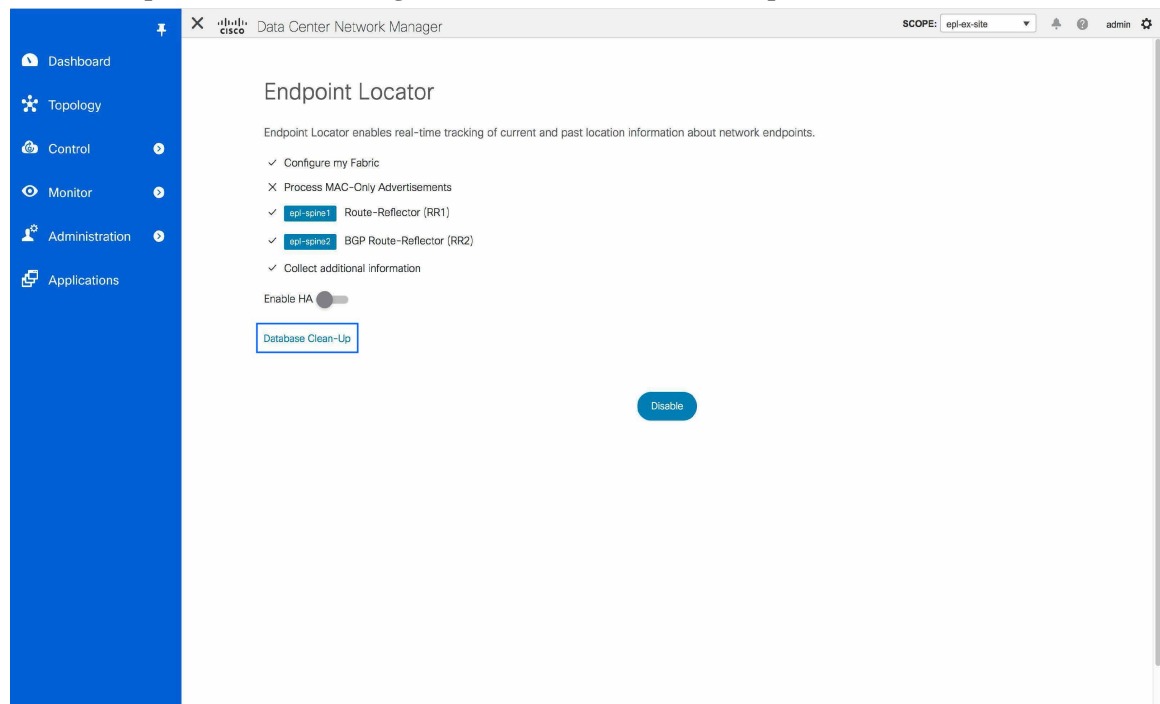 cisco Data Center Network Manager
SCOPE: epl-ex-site
admin
Dashboard
Topology
Control
Monitor
Administration
Applications
Endpoint Locator
Endpoint Locator enables real-time tracking of current and past location information about network endpoints.
Configure my Fabric
Process MAC-Only Advertisements
epl-spine1 Route-Reflector (RR1)
epl-spine2 BGP Route-Reflector (RR2)
Collect additional information
Enable HA
Database Clean-Up
Disable